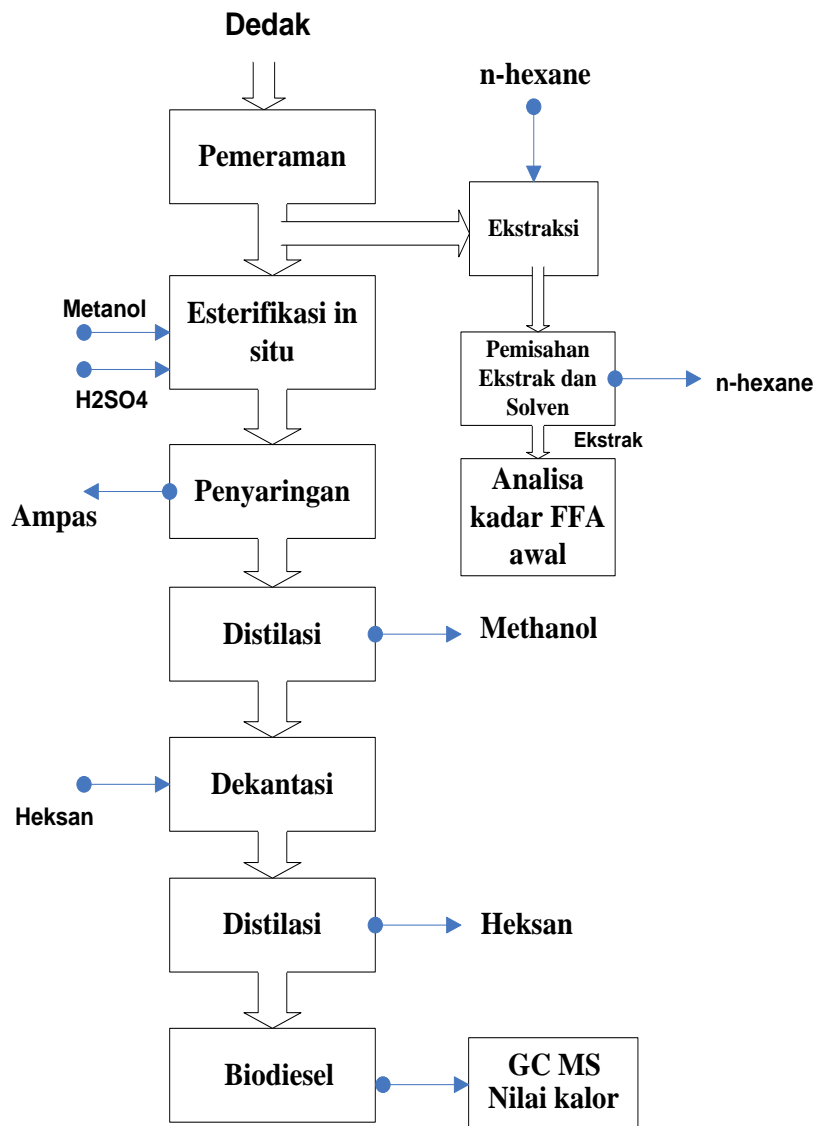 Dedak
n-hexane
Pemeraman
Ekstraksi
Metanol
Esterifikasi in
situ
H2SO4
Pemisahan
Ekstrak dan
Solven
n-hexane
Ekstrak
Penyaringan
Ampas
Analisa
kadar FFA
awal
Distilasi
Methanol
Dekantasi
Heksan
Distilasi
Heksan
Biodiesel
GC MS
Nilai kalor